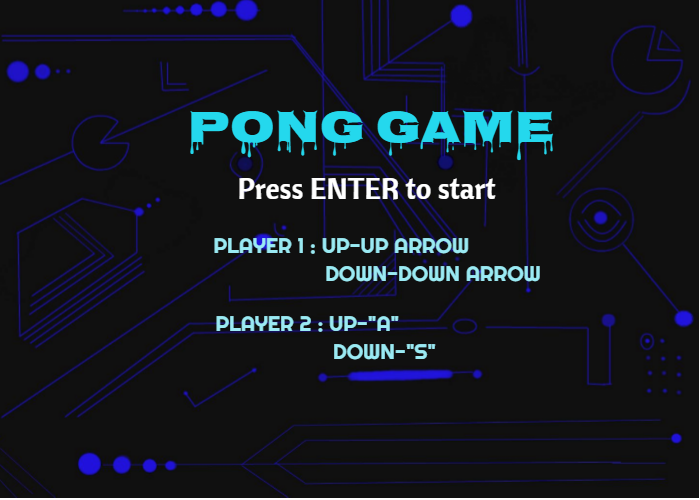 PONG GAME
Press ENTER to start
PLAYER 1 : UP-UP ARROW
DOWN-DOWN ARROW
PLAYER 2 : UP-"A"
DOWN-"S"